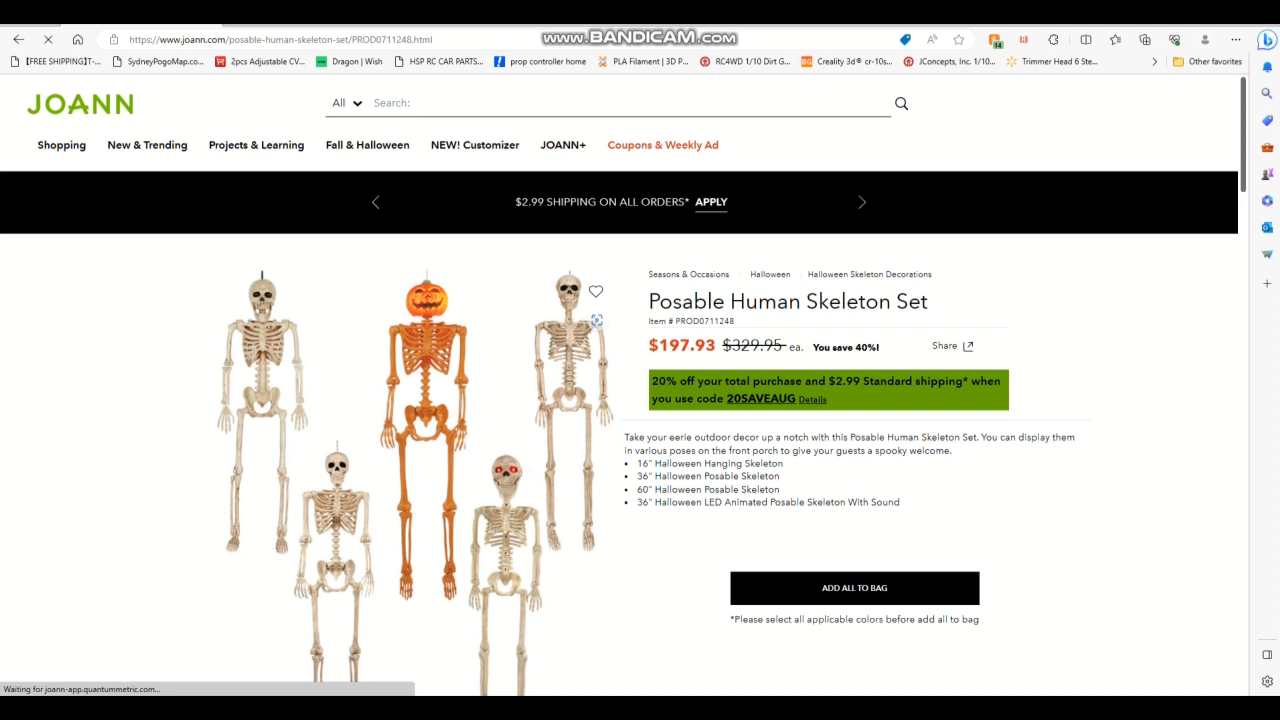 https://www.joann.com/posable-human-skeleton-set/PROD0711248.html
www.BANDICAM.com
14
[FREE SHIPPING]T-...
SydneyPogoMap.co...
2pcs Adjustable CV...
Dragon | Wish
HSP RC CAR PARTS...
prop controller home
PLA Filament | 3D P...
RC4WD 1/10 Dirt G...
Creality 3d® cr-10s...
JConcepts, Inc. 1/10...
Trimmer Head 6 Ste...
Other favorites
JOANN
All
Search:
Shopping
New & Trending
Projects & Learning
Fall & Halloween
NEW! Customizer
JOANN+
Coupons & Weekly Ad
$2.99 SHIPPING ON ALL ORDERS* APPLY
Seasons & Occasions / Halloween / Halloween Skeleton Decorations
Posable Human Skeleton Set
Item # PROD0711248
$197.93 $329.95 ea. You save 40%!
Share
20% off your total purchase and $2.99 Standard shipping* when
you use code 20SAVEAUG Details
Take your eerie outdoor decor up a notch with this Posable Human Skeleton Set. You can display them
in various poses on the front porch to give your guests a spooky welcome.
• 16" Halloween Hanging Skeleton
• 36" Halloween Posable Skeleton
• 60" Halloween Posable Skeleton
• 36" Halloween LED Animated Posable Skeleton With Sound
ADD ALL TO BAG
*Please select all applicable colors before add all to bag
Waiting for joann-app.quantummetric.com...